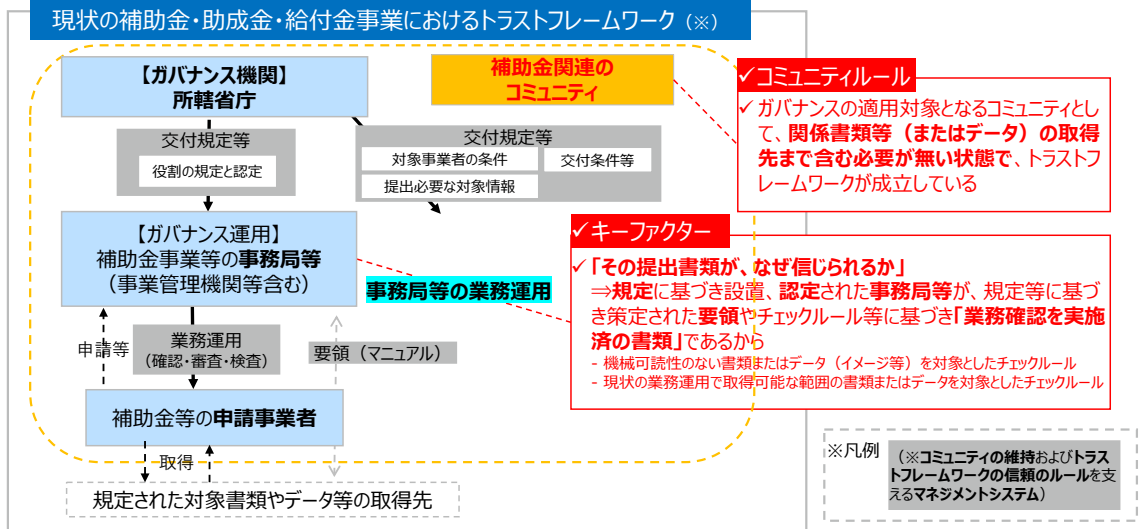 現状の補助金・助成金・給付金事業におけるトラストフレームワーク（※）
【ガバナンス機関】
所轄省庁
補助金関連の
コミュニティ
✓コミュニティルール
✓ガバナンスの適用対象となるコミュニティとし
て、関係書類等（またはデータ）の取得
先まで含む必要が無い状態で、トラストフ
レームワークが成立している
交付規定等
役割の規定と認定
交付規定等
対象事業者の条件
交付条件等
提出必要な対象情報
【ガバナンス運用】
補助金事業等の事務局等
（事業管理機関等含む）
事務局等の業務運用
✓キーファクター
✓「その提出書類が、なぜ信じられるか」
⇒規定に基づき設置、認定された事務局等が、規定等に基づ
き策定された要領やチェックルール等に基づき「業務確認を実施
済の書類」であるから
- 機械可読性のない書類またはデータ（イメージ等）を対象としたチェックルール
- 現状の業務運用で取得可能な範囲の書類またはデータを対象としたチェックルール
申請等
業務運用
（確認・審査・検査）
要領（マニュアル）
補助金等の申請事業者
取得
規定された対象書類やデータ等の取得先
※凡例
（※コミュニティの維持およびトラス
トフレームワークの信頼のルールを支
えるマネジメントシステム）